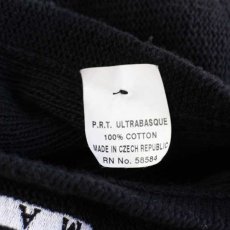 P.R.T. ULTRABASQUE
100% COTTON
MADE IN CZECH REPUBLIC
RN No. 58584
M A